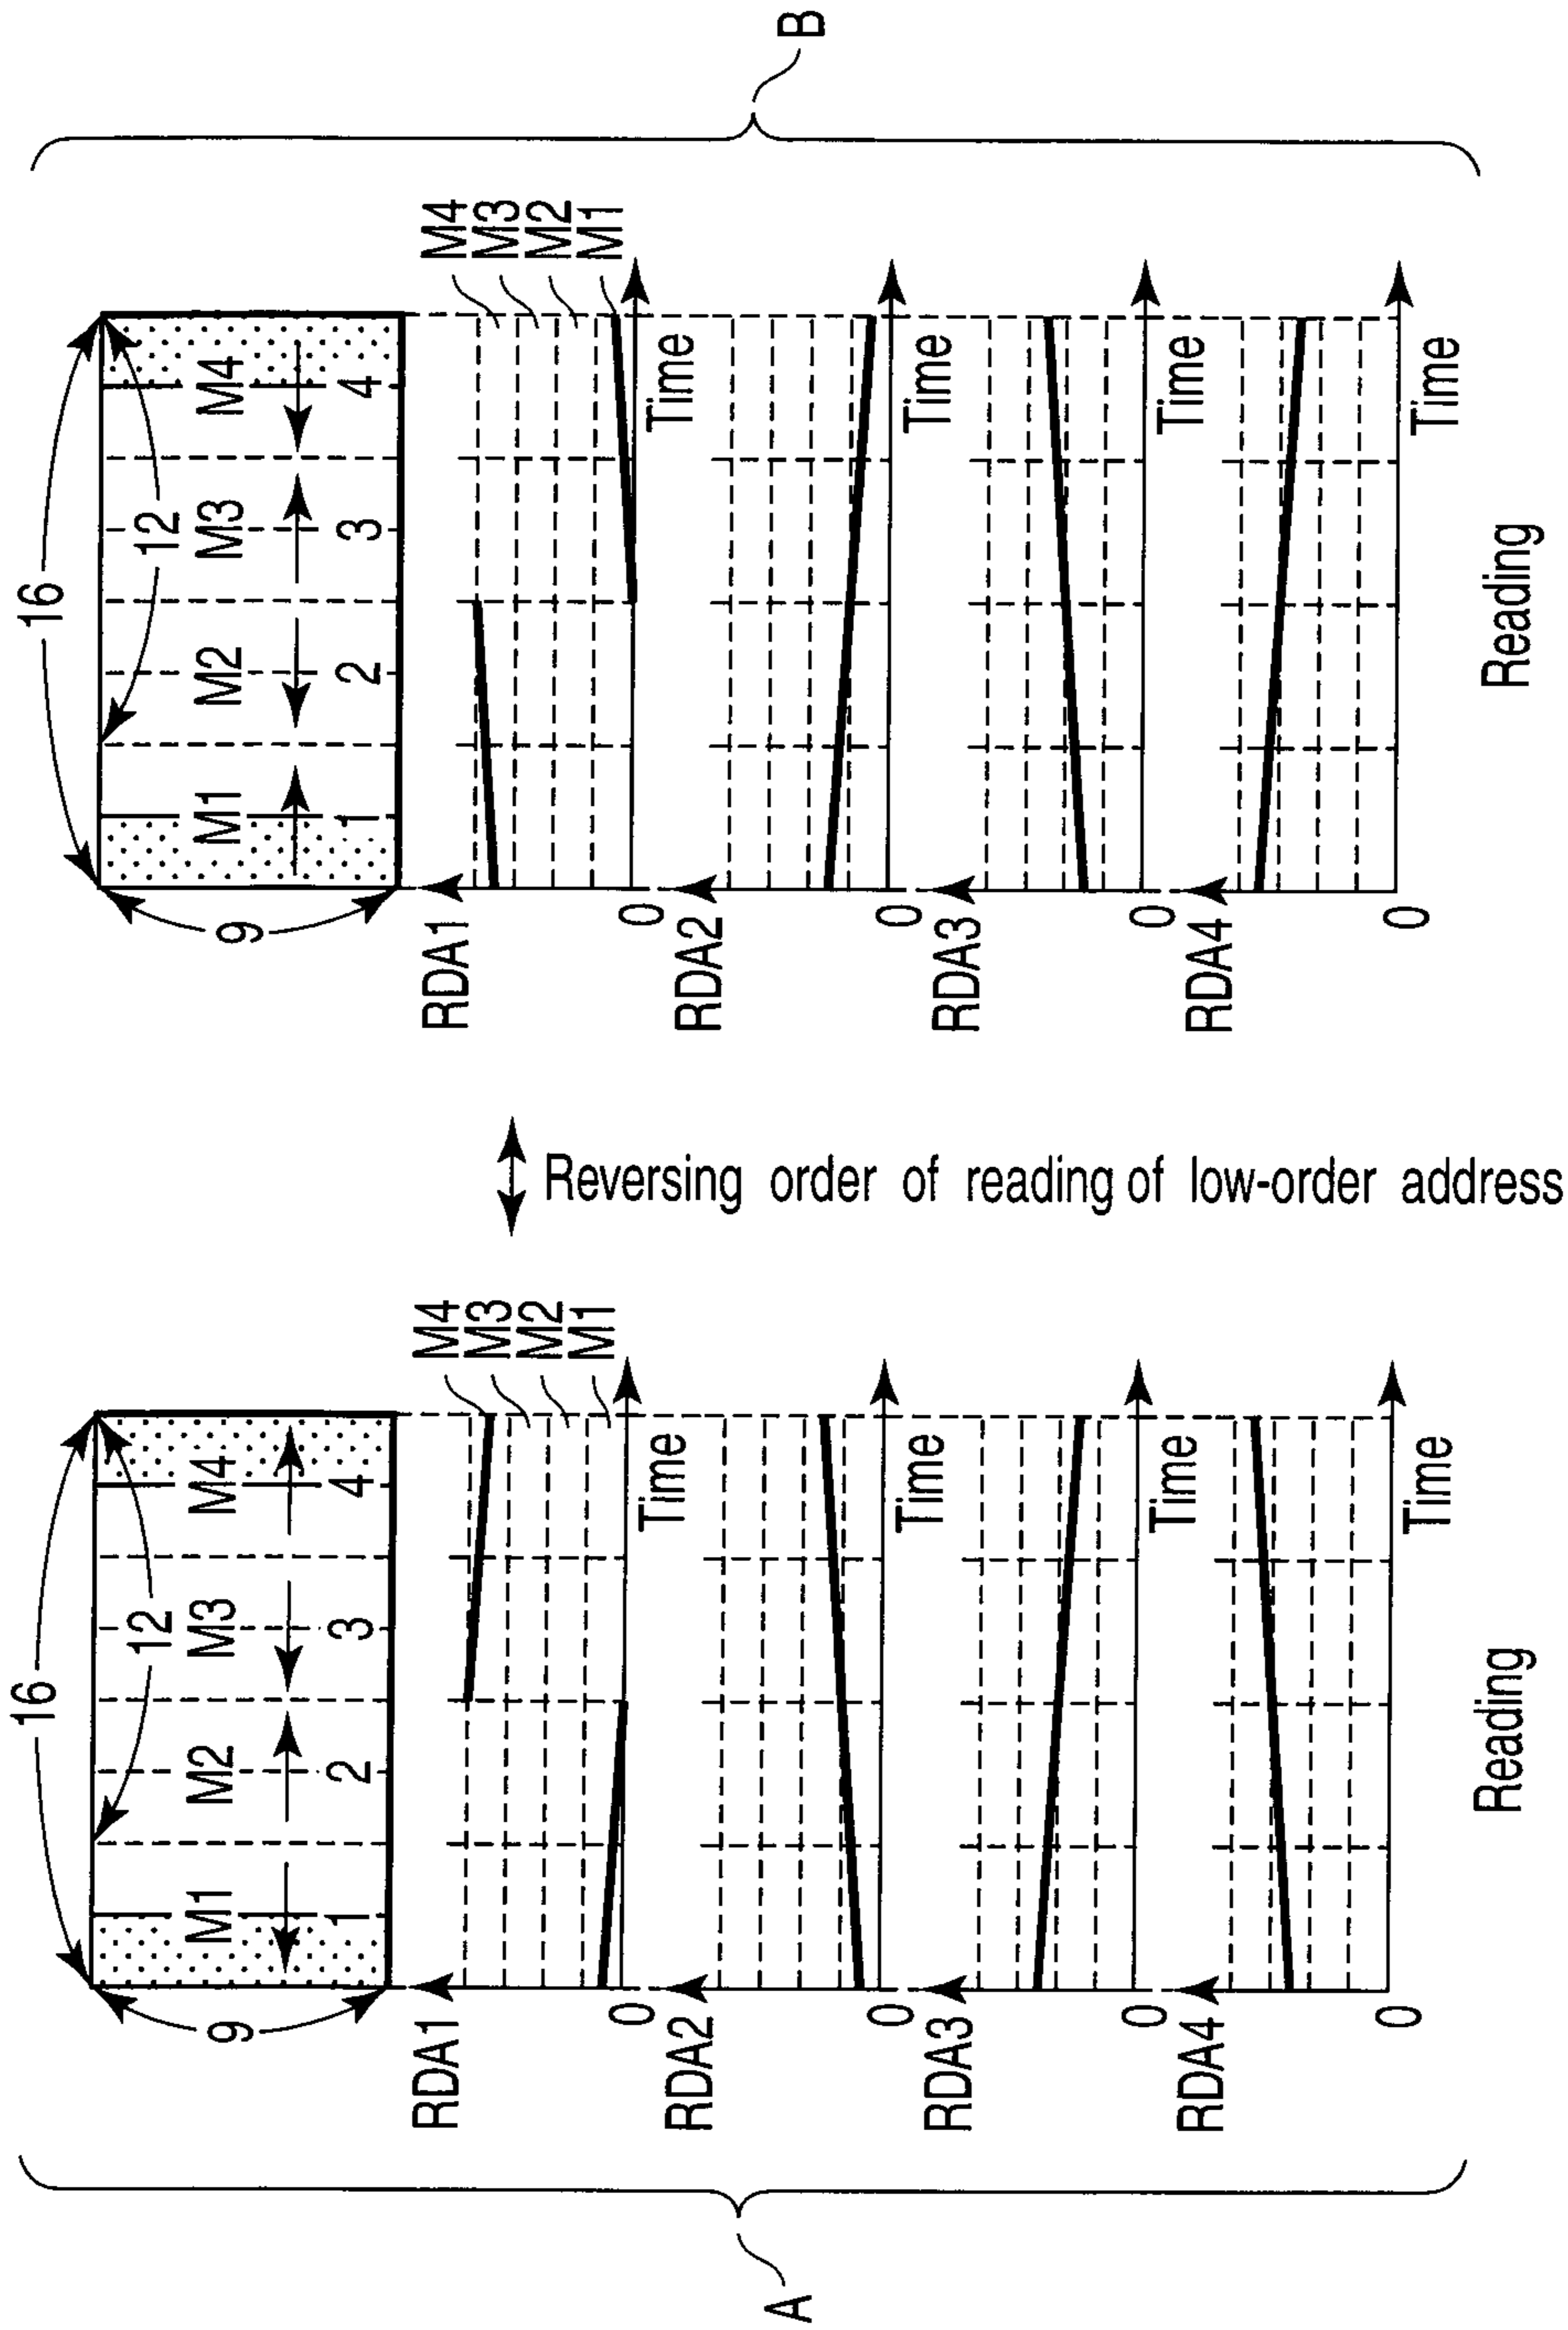 A
16
12
9
M1 M2 M3 M4
1 2 3 4
RDA1
M4
M3
M2
M1
0
Time
RDA2
0
Time
RDA3
0
Time
RDA4
0
Time
Reading
Reversing order of reading of low-order address
16
12
9
M1 M2 M3 M4
1 2 3 4
RDA1
M4
M3
M2
M1
0
Time
RDA2
0
Time
RDA3
0
Time
RDA4
0
Time
Reading
B